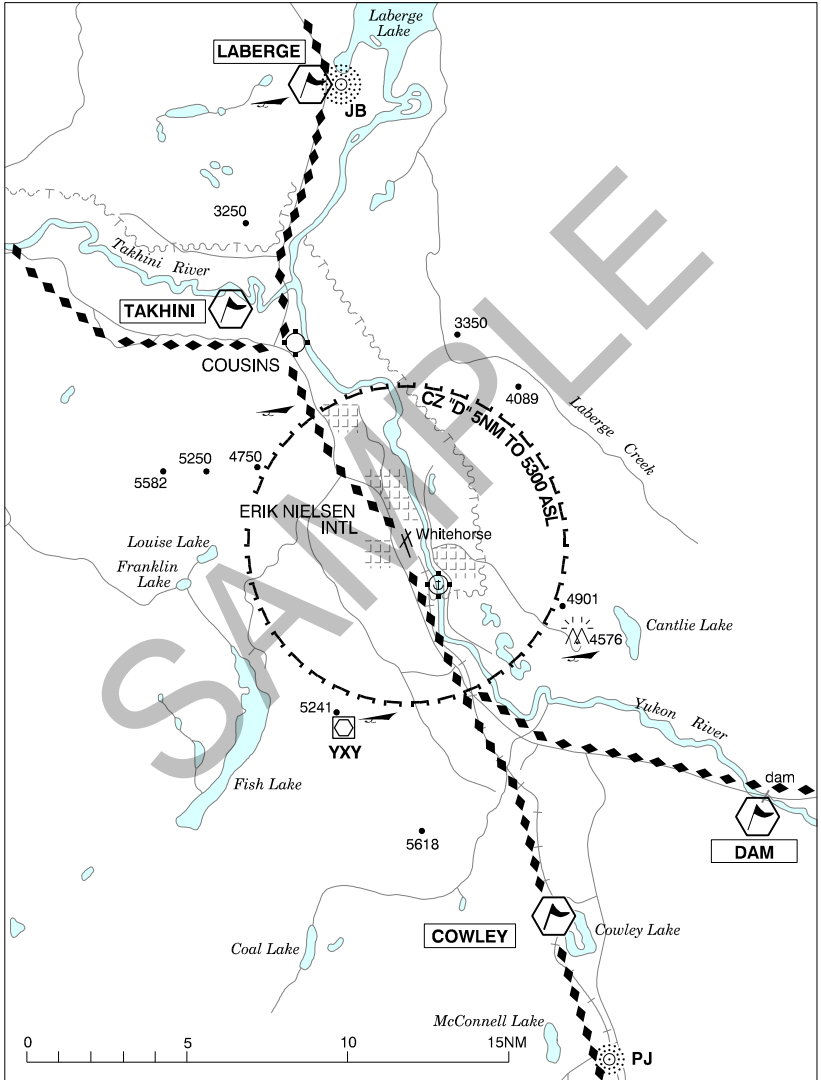 Laberge
Lake
LABERGE
JB
3250
Takhini River
TAKHINI
COUSINS
3350
4089
Laberge Creek
CZ "D" 5NM TO 5300 ASL
4750
5250
5582
ERIK NIELSEN
INTL
Whitehorse
Louise Lake
Franklin
Lake
4901
4576
Cantlie Lake
SAMPLE
5241
YXY
Yukon River
Fish Lake
dam
DAM
5618
COWLEY
Cowley Lake
Coal Lake
McConnell Lake
PJ
0 5 10 15NM